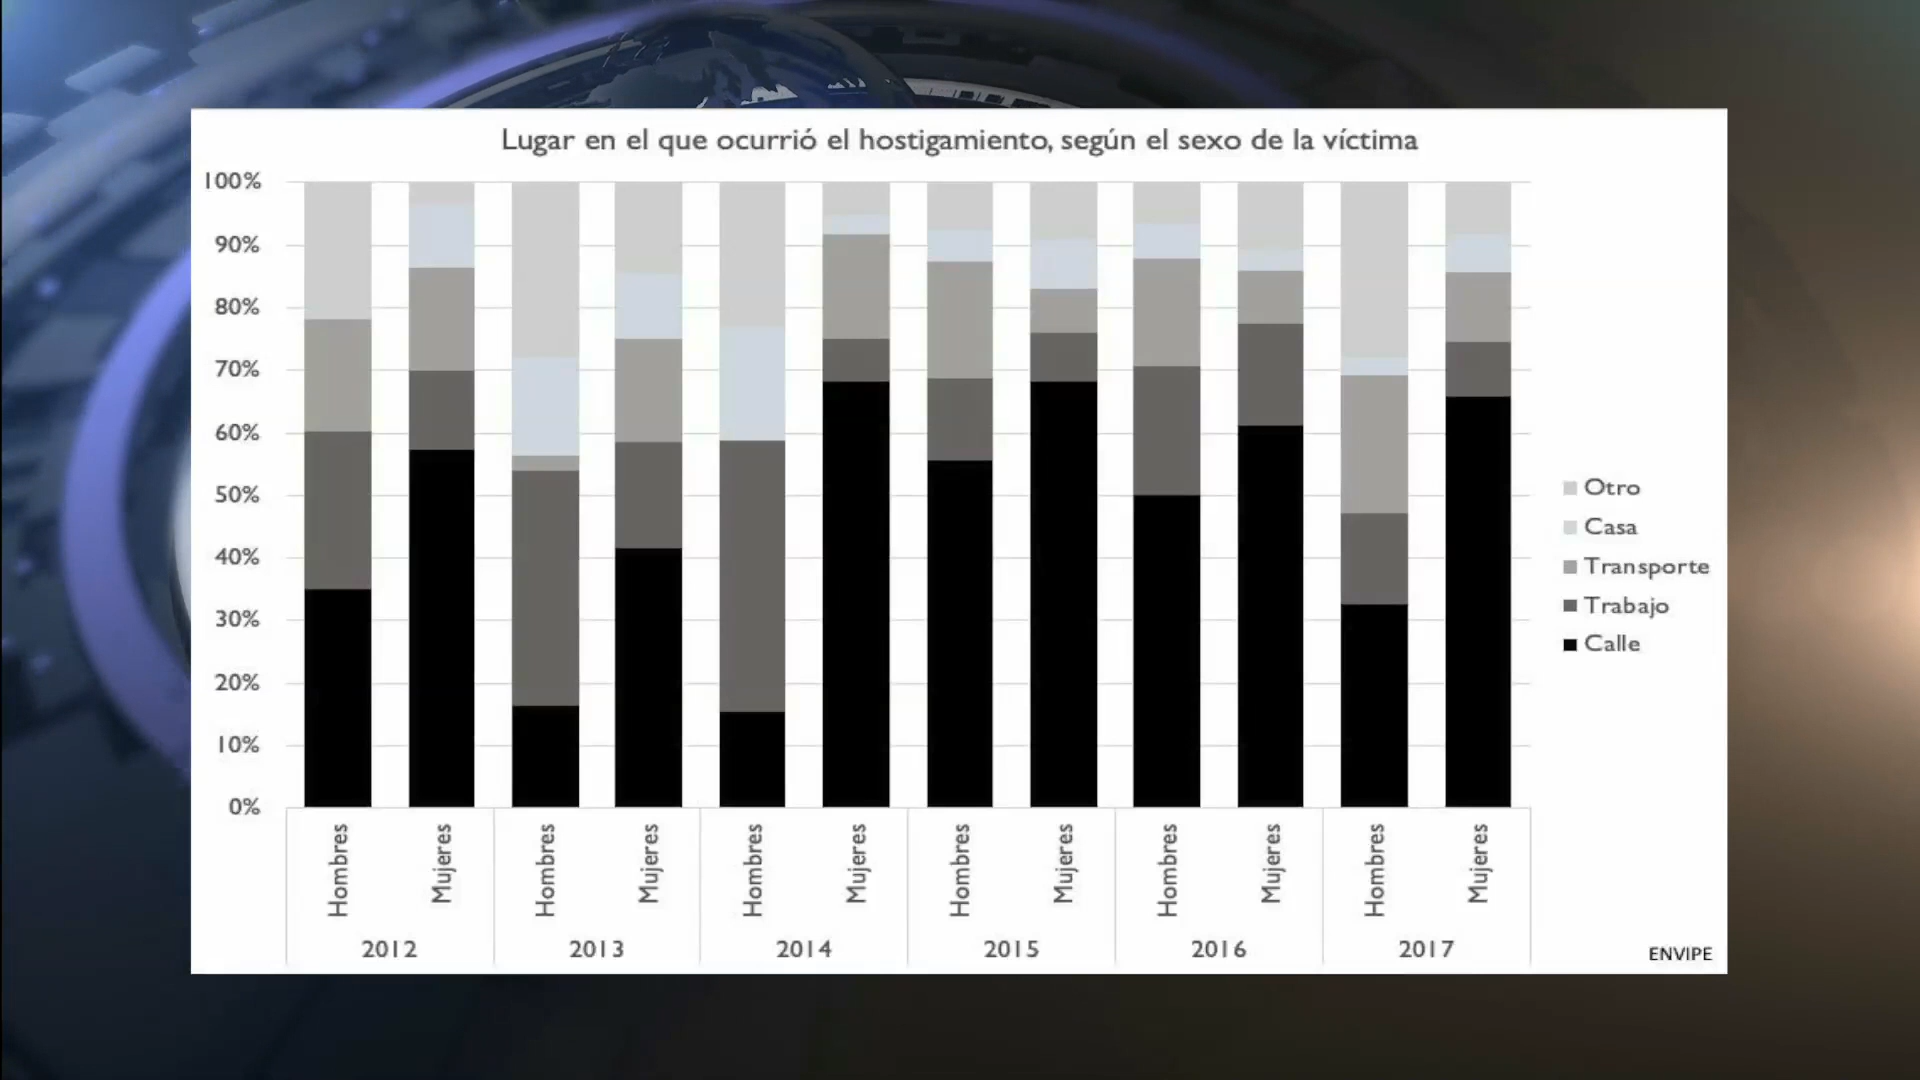 Lugar en el que ocurrió el hostigamiento, según el sexo de la víctima
100%
90%
80%
70%
60%
50%
40%
30%
20%
10%
0%
Otro
Casa
Transporte
Trabajo
Calle
Hombres
Mujeres
Hombres
Mujeres
Hombres
Mujeres
Hombres
Mujeres
Hombres
Mujeres
Hombres
Mujeres
2012
2013
2014
2015
2016
2017
ENVIPE